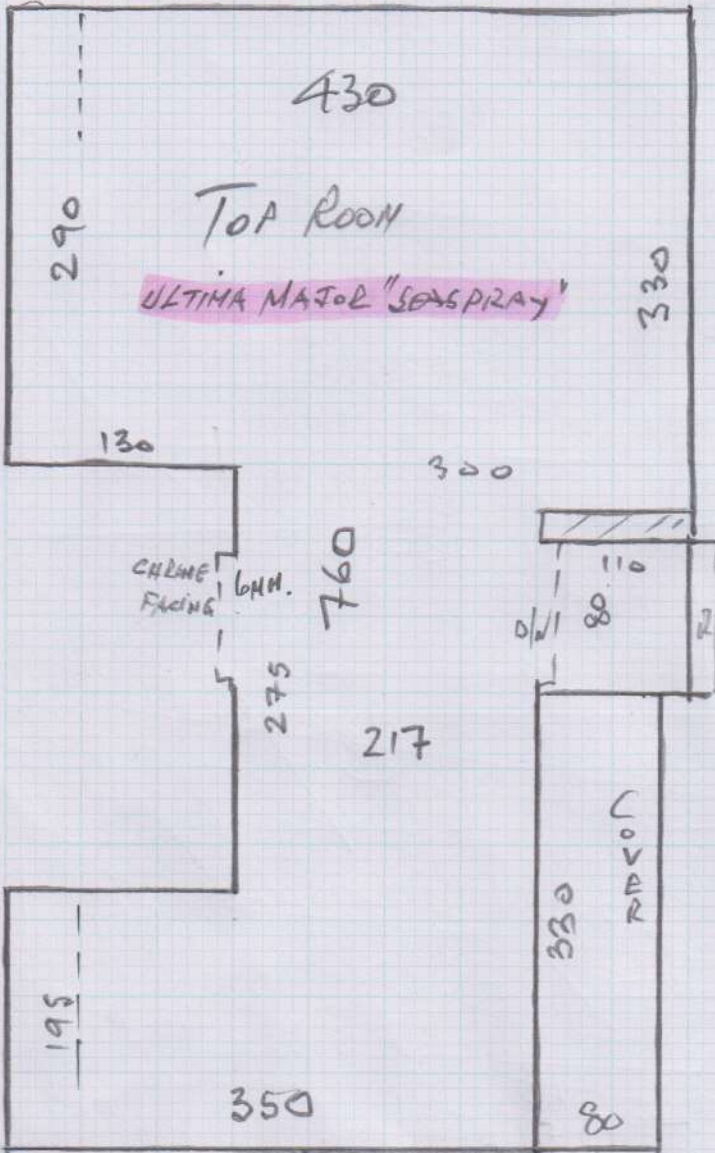 430
TOP ROOM
290
ULTIMA MAJOR "SEASPRAY"
330
130
300
CHROME
FACING
6MM.
760
110
D/W
80
R
275
217
COVER
330
195
350
80